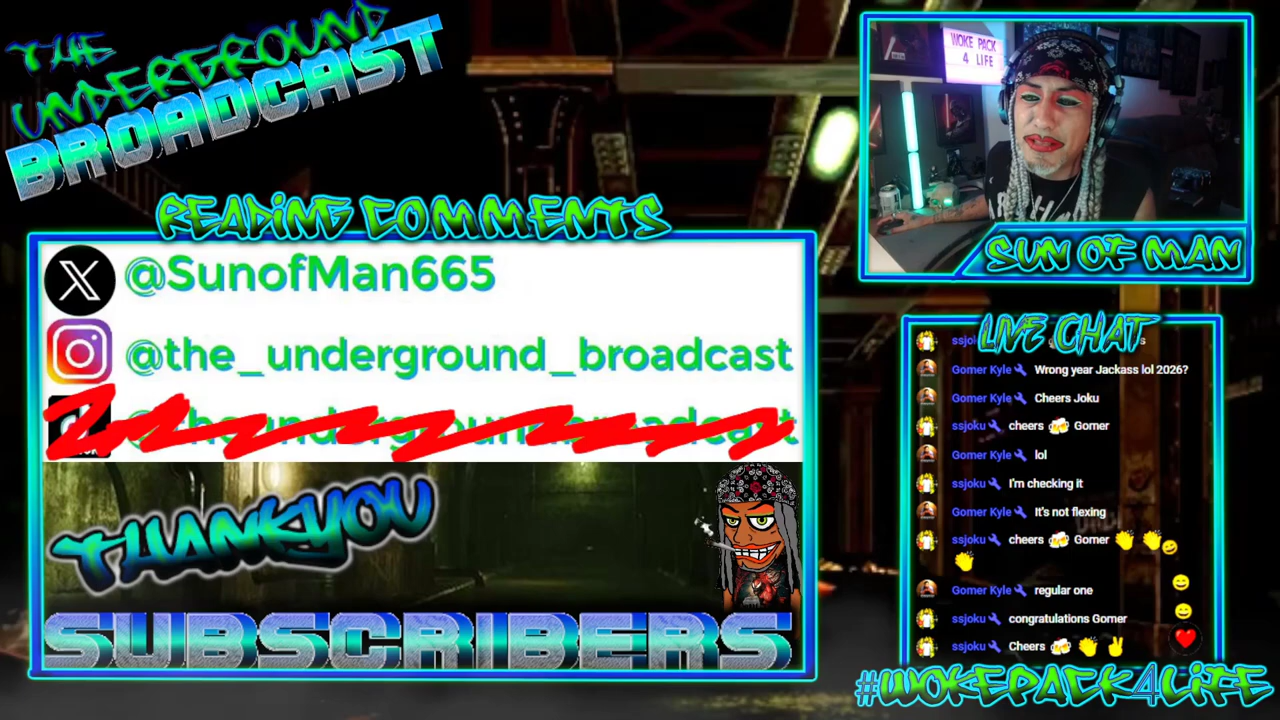 THE
UNDERGROUND
BROADCAST
WOKE PACK
4 LIFE
SUN OF MAN
READING COMMENTS
@SunofMan665
@the_underground_broadcast
THANKYOU
SUBSCRIBERS
LIVE CHAT
Gomer Kyle Wrong year Jackass lol 2026?
Gomer Kyle Cheers Joku
ssjoku cheers 🍻 Gomer
Gomer Kyle lol
ssjoku I'm checking it
Gomer Kyle It's not flexing
ssjoku cheers 🍻 Gomer 👏 👏
👏
Gomer Kyle regular one
ssjoku congratulations Gomer
ssjoku Cheers 🍻 👏 ✌
#WOKEPACK4LIFE